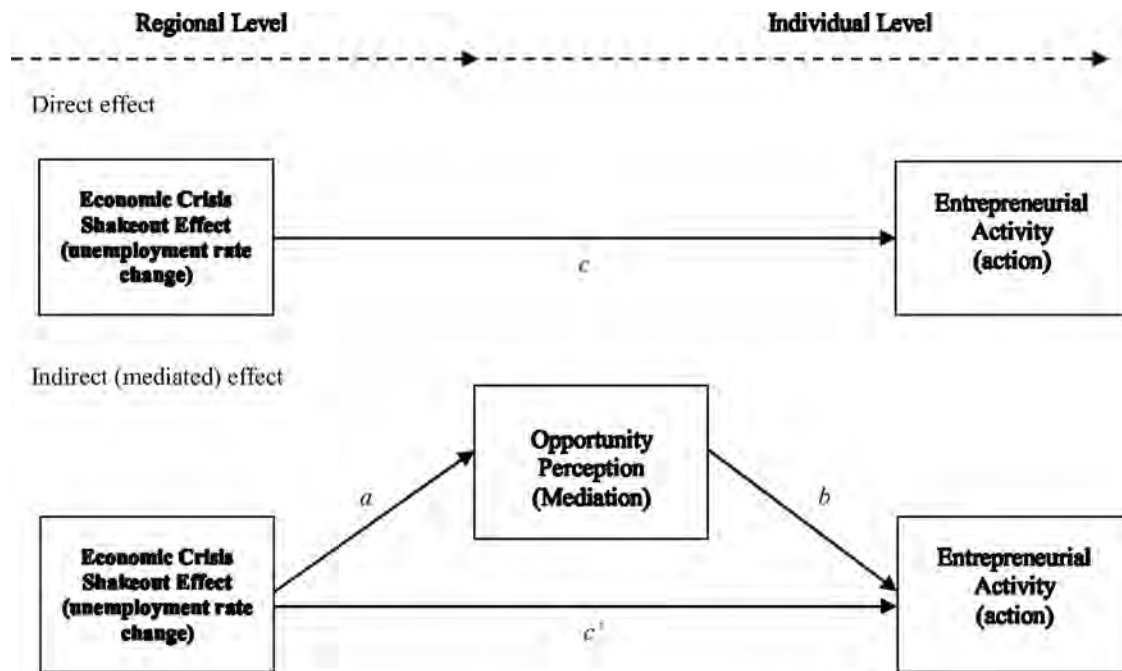 Regional Level
Individual Level
Direct effect
Economic Crisis
Shakeout Effect
(unemployment rate
change)
c
Entrepreneurial
Activity
(action)
Indirect (mediated) effect
Opportunity
Perception
(Mediation)
a
b
Economic Crisis
Shakeout Effect
(unemployment rate
change)
c'
Entrepreneurial
Activity
(action)